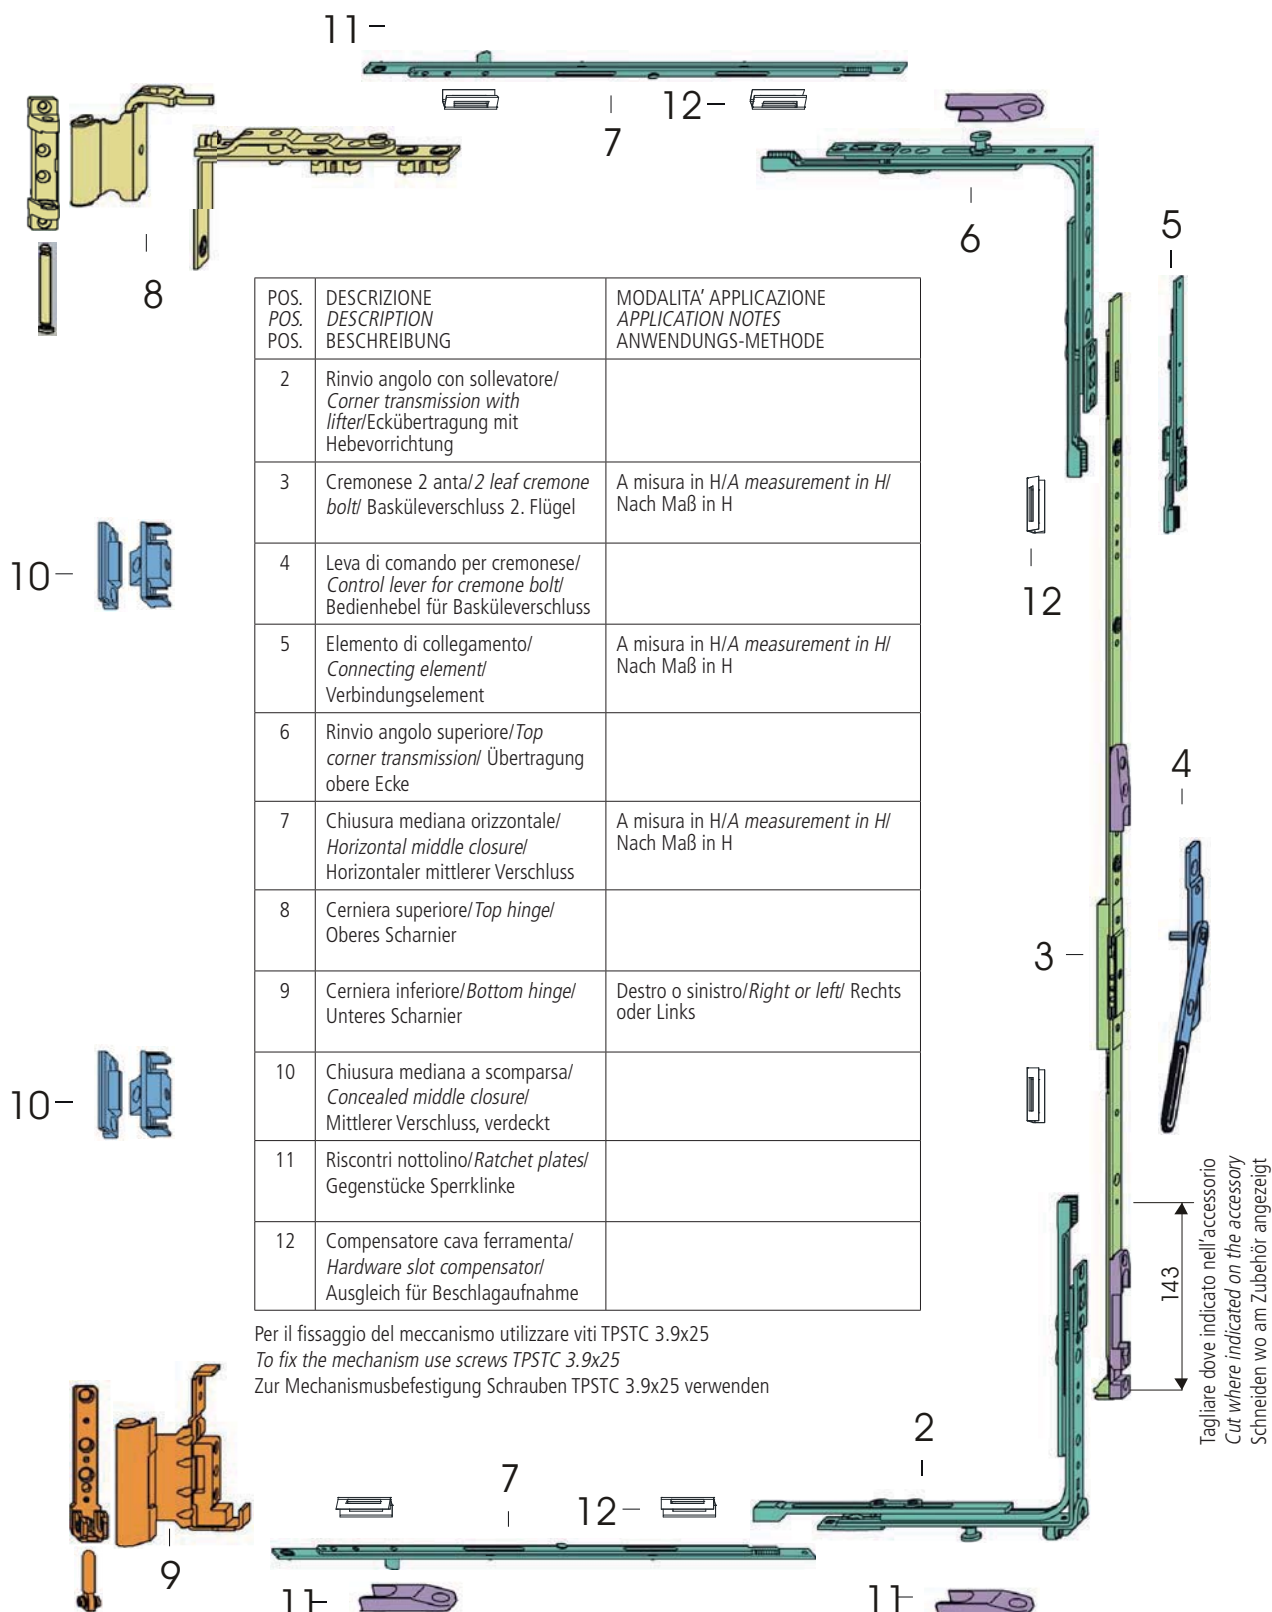 11
12
7
6
5
8
POS. DESCRIZIONE MODALITA’ APPLICAZIONE
POS. DESCRIPTION APPLICATION NOTES
POS. BESCHREIBUNG ANWENDUNGS-METHODE
2 Rinvio angolo con sollevatore/
Corner transmission with
lifter/Eckübertragung mit
Hebevorrichtung
3 Cremonese 2 anta/2 leaf cremone A misura in H/A measurement in H/
bolt/ Basküleverschluss 2. Flügel Nach Maß in H
4 Leva di comando per cremonese/
Control lever for cremone bolt/
Bedienhebel für Basküleverschluss
5 Elemento di collegamento/ A misura in H/A measurement in H/
Connecting element/ Nach Maß in H
Verbindungselement
6 Rinvio angolo superiore/Top
corner transmission/ Übertragung
obere Ecke
7 Chiusura mediana orizzontale/ A misura in H/A measurement in H/
Horizontal middle closure/ Nach Maß in H
Horizontaler mittlerer Verschluss
8 Cerniera superiore/Top hinge/
Oberes Scharnier
9 Cerniera inferiore/Bottom hinge/ Destro o sinistro/Right or left/ Rechts
Unteres Scharnier oder Links
10 Chiusura mediana a scomparsa/
Concealed middle closure/
Mittlerer Verschluss, verdeckt
11 Riscontri nottolino/Ratchet plates/
Gegenstücke Sperrklinke
12 Compensatore cava ferramenta/
Hardware slot compensator/
Ausgleich für Beschlagaufnahme
10
12
4
3
10
143
Tagliare dove indicato nell’accessorio
Cut where indicated on the accessory
Schneiden wo am Zubehör angezeigt
Per il fissaggio del meccanismo utilizzare viti TPSTC 3.9x25
To fix the mechanism use screws TPSTC 3.9x25
Zur Mechanismusbefestigung Schrauben TPSTC 3.9x25 verwenden
2
7
12
9
11
11